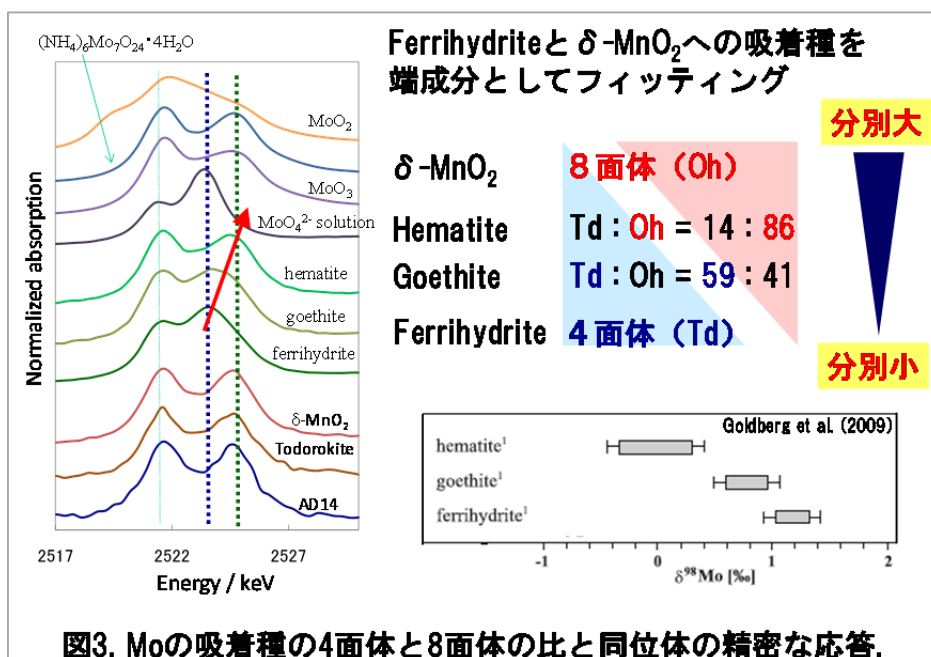 (NH₄)₆Mo₇O₂₄・4H₂O
MoO₂
MoO₃
MoO₄²⁻ solution
hematite
goethite
ferrihydrite
δ-MnO₂
Todorokite
AD14
Normalized absorption
2517
2522
2527
Energy / keV
Ferrihydriteとδ-MnO₂への吸着種を
端成分としてフィッティング
分別大
δ-MnO₂ 8面体（Oh）
Hematite Td：Oh = 14：86
Goethite Td：Oh = 59：41
Ferrihydrite 4面体（Td）
分別小
Goldberg et al. (2009)
hematite¹
goethite¹
ferrihydrite¹
-1 0 1 2
δ⁹⁸Mo [‰]
図3. Moの吸着種の4面体と8面体の比と同位体の精密な応答.